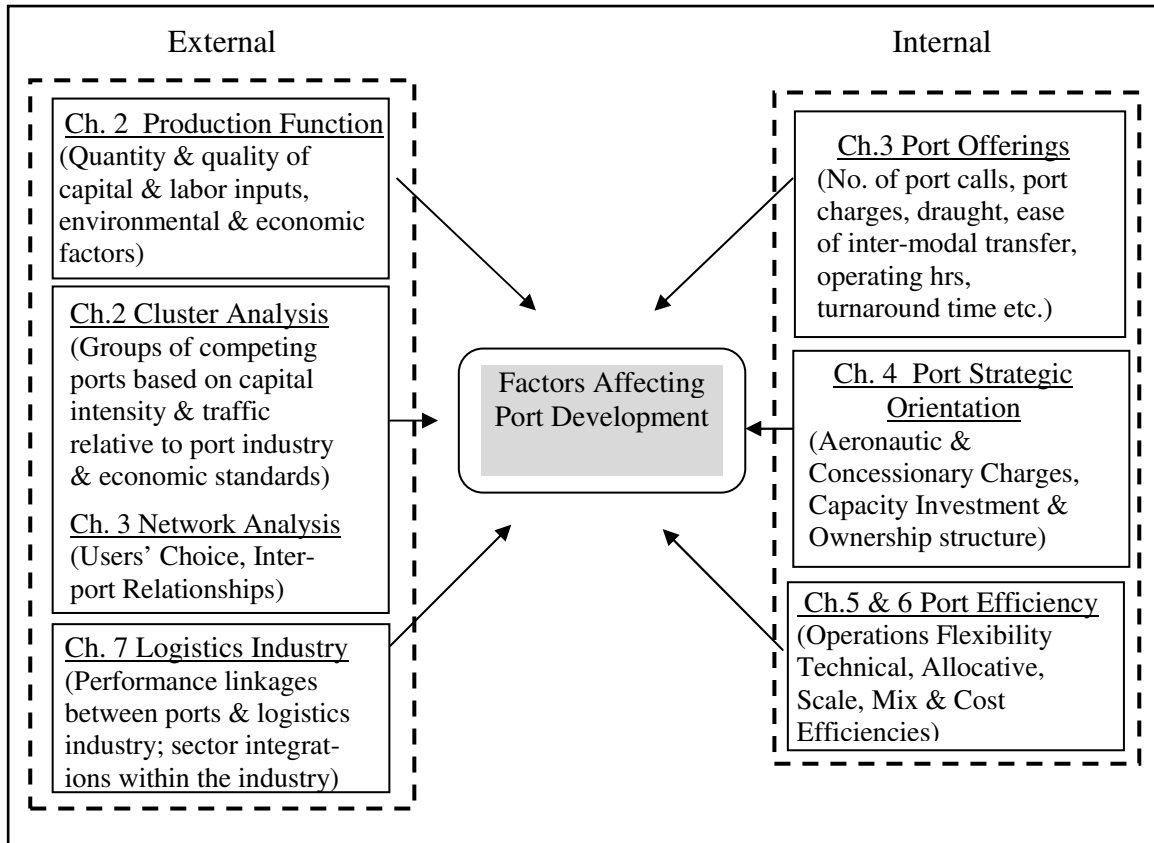 External
Ch. 2 Production Function
(Quantity & quality of
capital & labor inputs,
environmental & economic
factors)
Ch.2 Cluster Analysis
(Groups of competing
ports based on capital
intensity & traffic
relative to port industry
& economic standards)
Ch. 3 Network Analysis
(Users’ Choice, Inter-
port Relationships)
Ch. 7 Logistics Industry
(Performance linkages
between ports & logistics
industry; sector integrat-
ions within the industry)
Factors Affecting
Port Development
Internal
Ch.3 Port Offerings
(No. of port calls, port
charges, draught, ease
of inter-modal transfer,
operating hrs,
turnaround time etc.)
Ch. 4 Port Strategic
Orientation
(Aeronautic &
Concessionary Charges,
Capacity Investment &
Ownership structure)
Ch.5 & 6 Port Efficiency
(Operations Flexibility
Technical, Allocative,
Scale, Mix & Cost
Efficiencies)